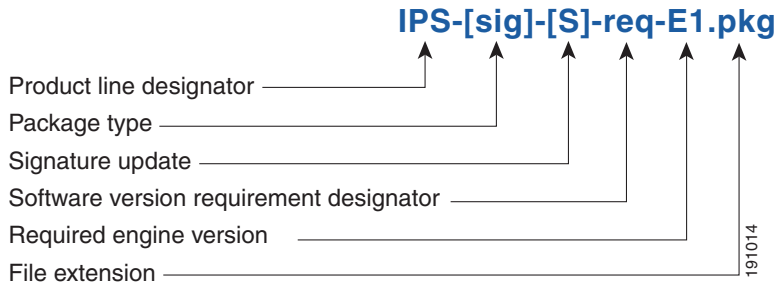 IPS-[sig]-[S]-req-E1.pkg
Product line designator
Package type
Signature update
Software version requirement designator
Required engine version
File extension
191014